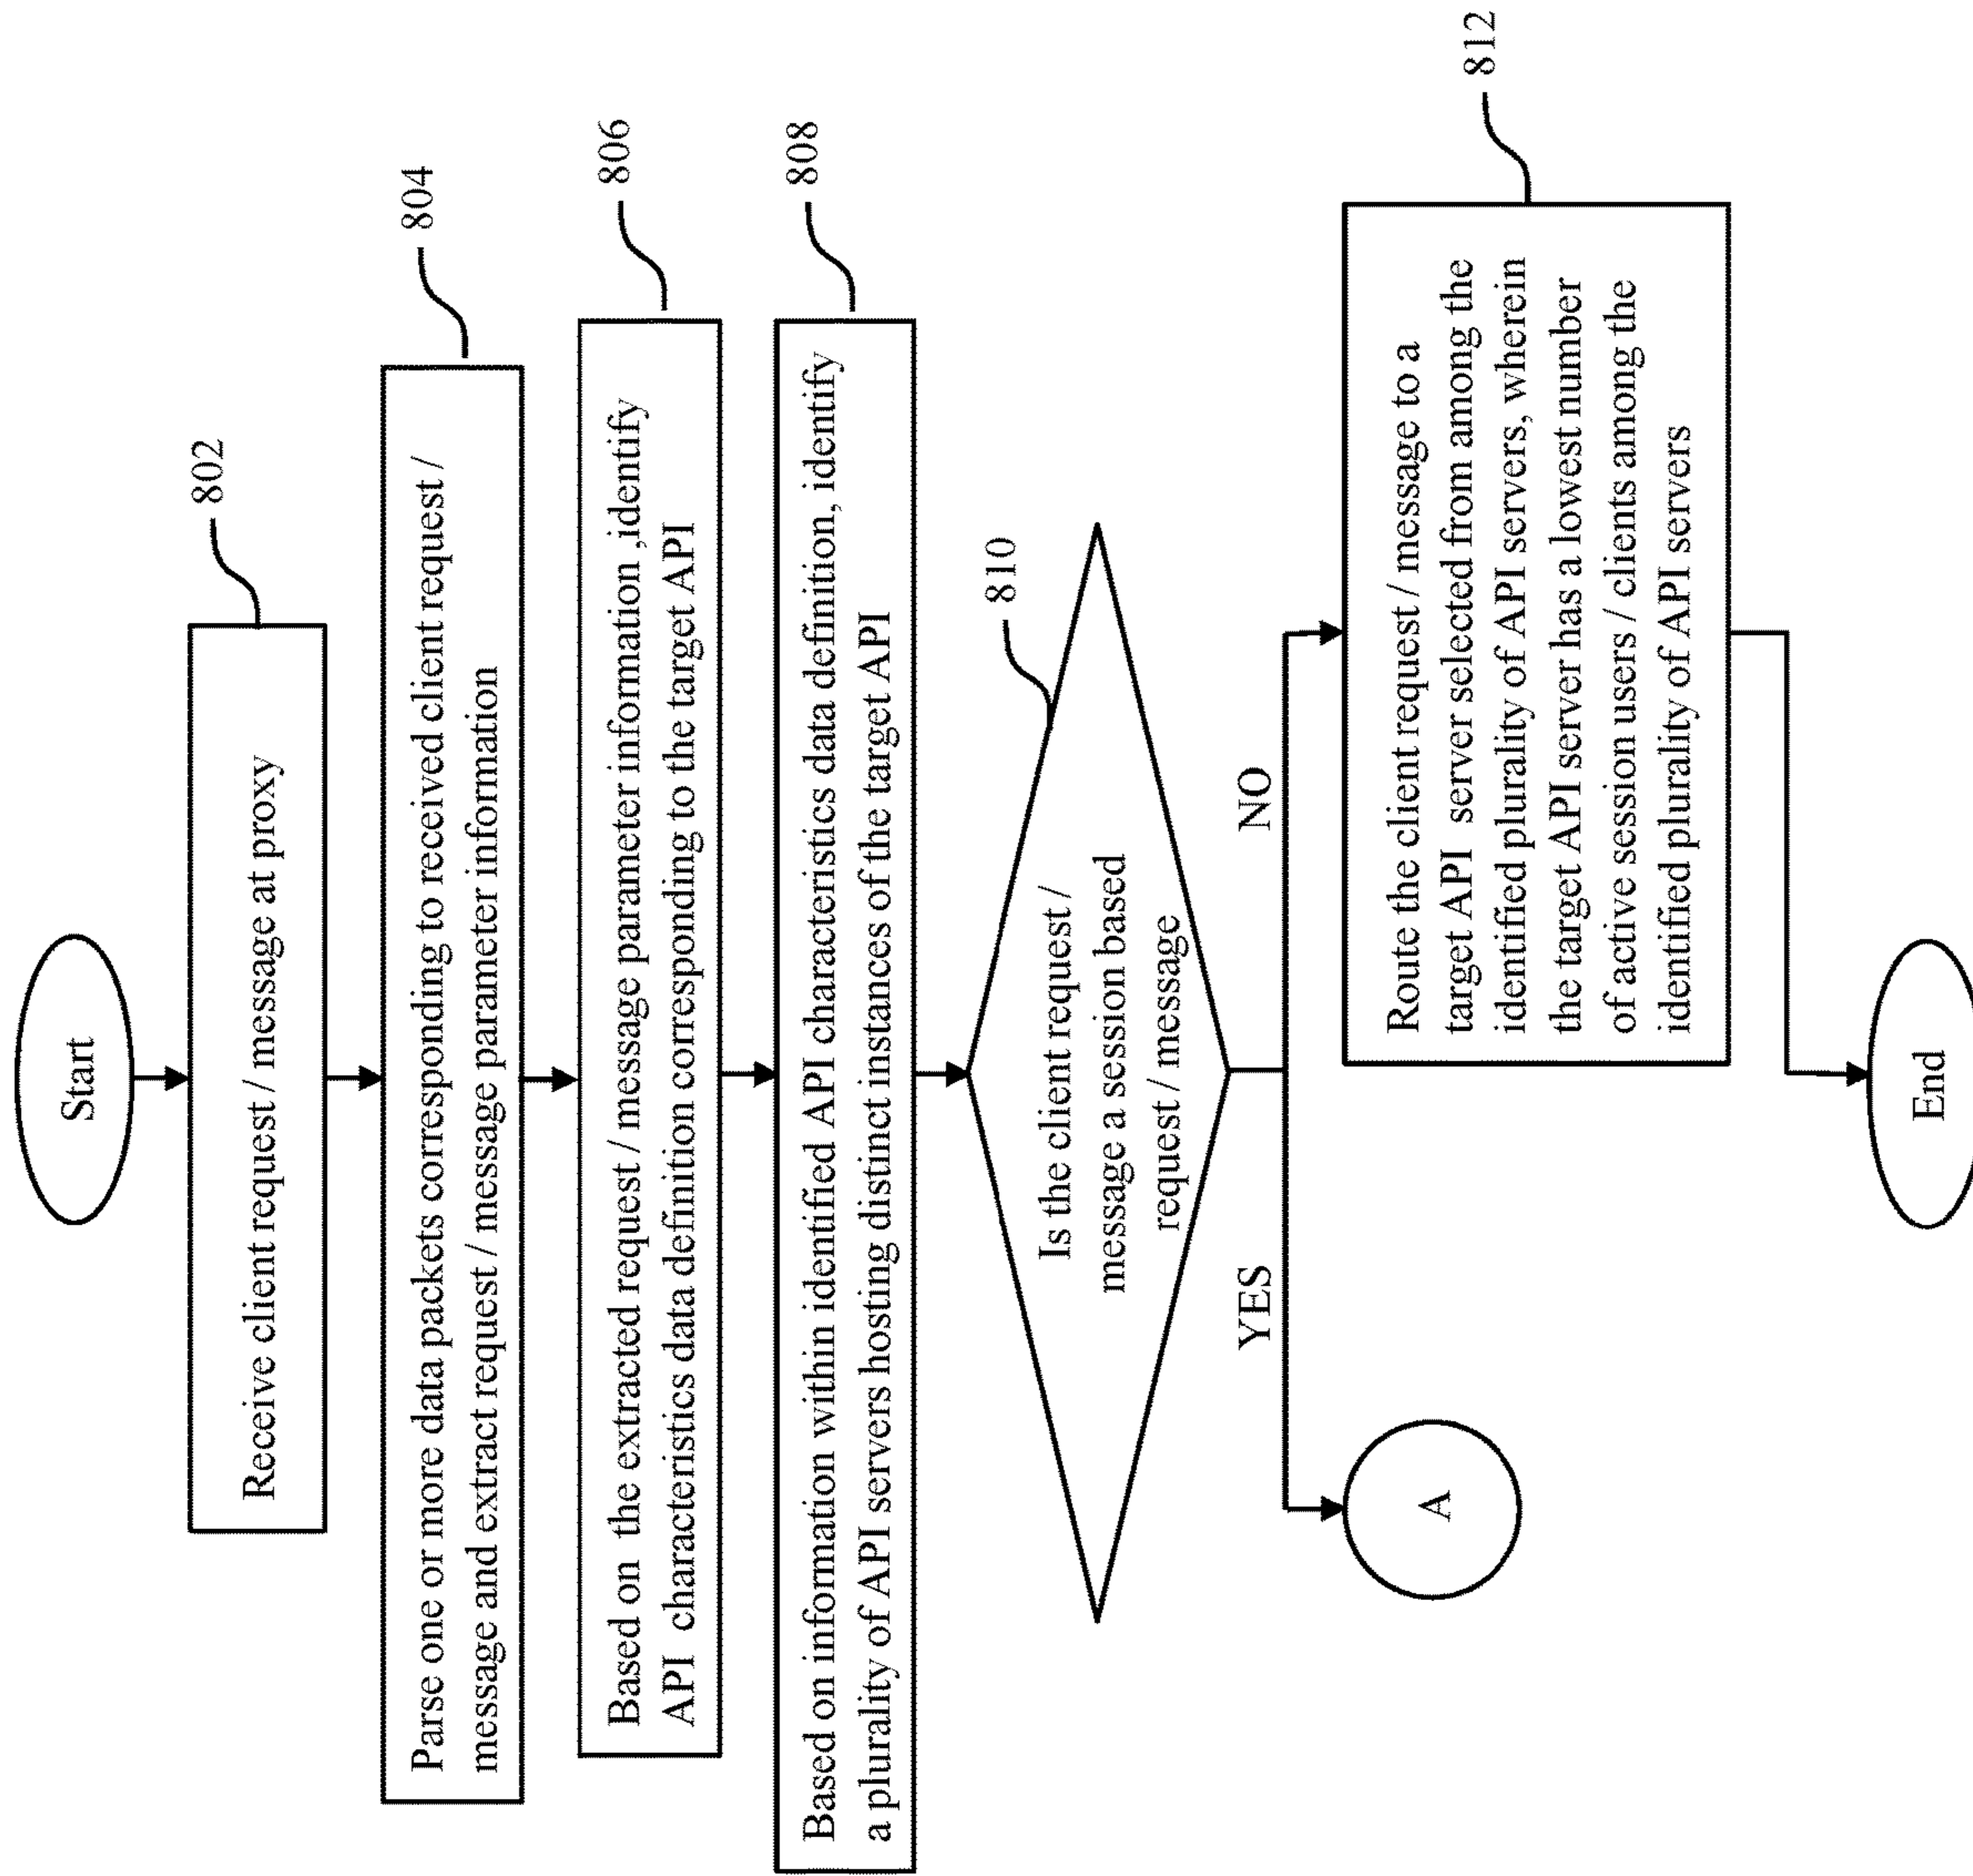 Start
802
Receive client request / message at proxy
804
Parse one or more data packets corresponding to received client request /
message and extract request / message parameter information
806
Based on the extracted request / message parameter information ,identify
API characteristics data definition corresponding to the target API
808
Based on information within identified API characteristics data definition, identify
a plurality of API servers hosting distinct instances of the target API
810
Is the client request /
message a session based
request / message
YES
NO
A
812
Route the client request / message to a
target API server selected from among the
identified plurality of API servers, wherein
the target API server has a lowest number
of active session users / clients among the
identified plurality of API servers
End